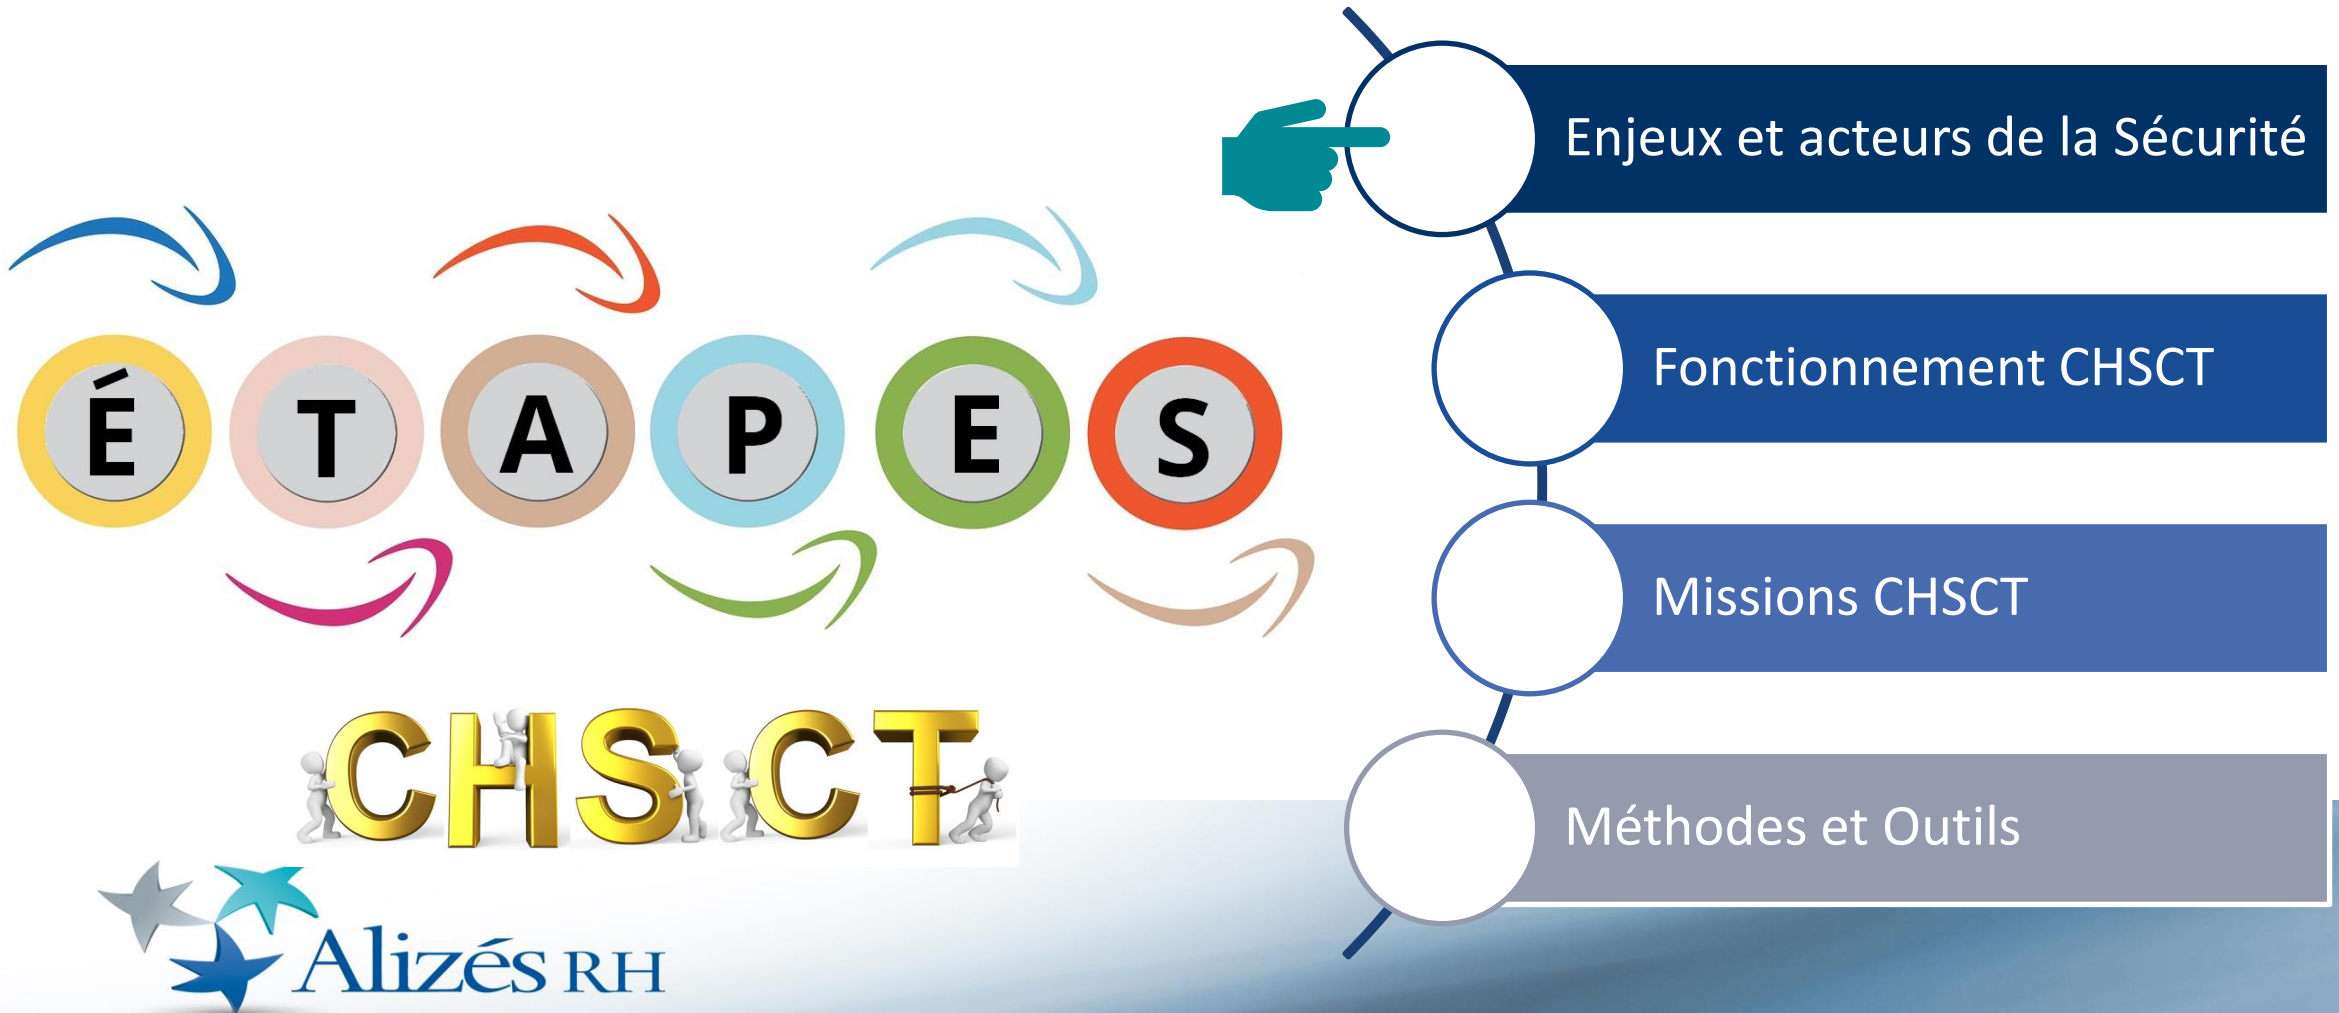 ÉTAPES
CHSCT
Alizés RH
Enjeux et acteurs de la Sécurité
Fonctionnement CHSCT
Missions CHSCT
Méthodes et Outils